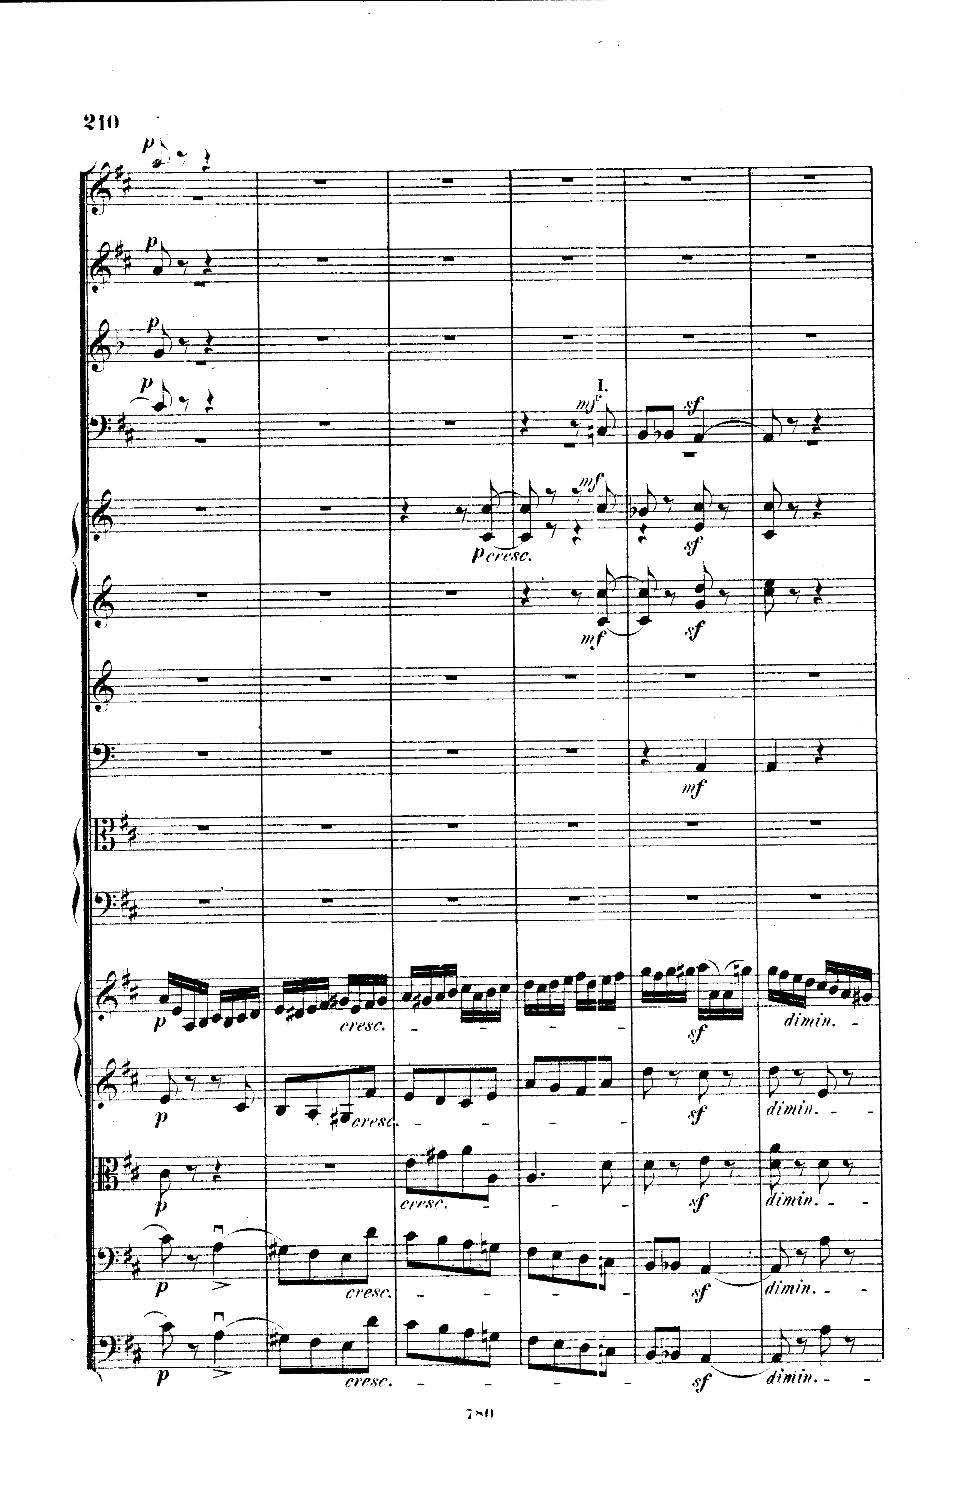 210
p
p
p
p
I.
mf
sf
mf
p cresc.
sf
mf
sf
mf
p
cresc.
sf
dimin.
p
cresc.
sf
dimin.
p
cresc.
sf
dimin.
p
cresc.
sf
dimin.
p
cresc.
sf
dimin.
780